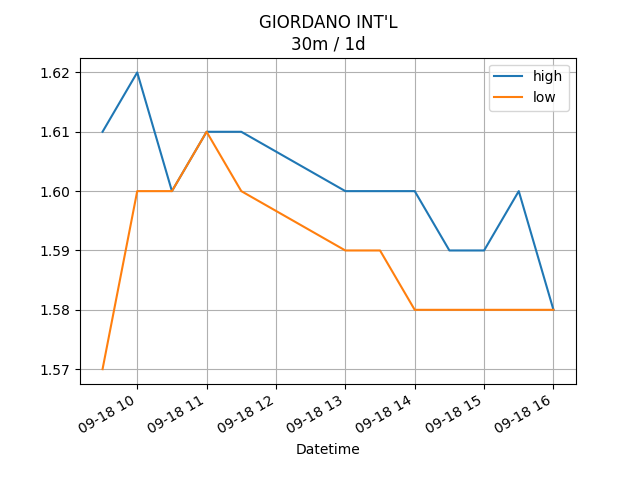 GIORDANO INT'L
30m / 1d
high
low
1.62
1.61
1.60
1.59
1.58
1.57
09-18 10
09-18 11
09-18 12
09-18 13
09-18 14
09-18 15
09-18 16
Datetime